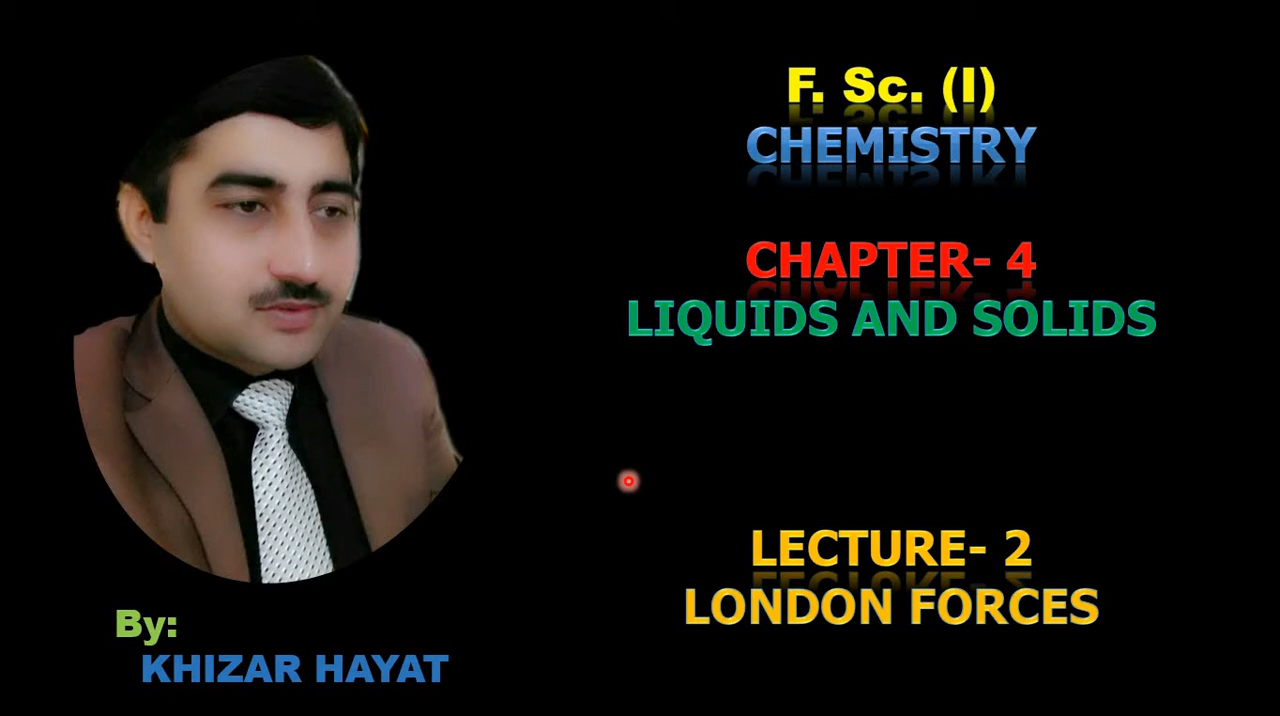 F. Sc. (I)
CHEMISTRY
CHAPTER- 4
LIQUIDS AND SOLIDS
LECTURE- 2
LONDON FORCES
By:
KHIZAR HAYAT